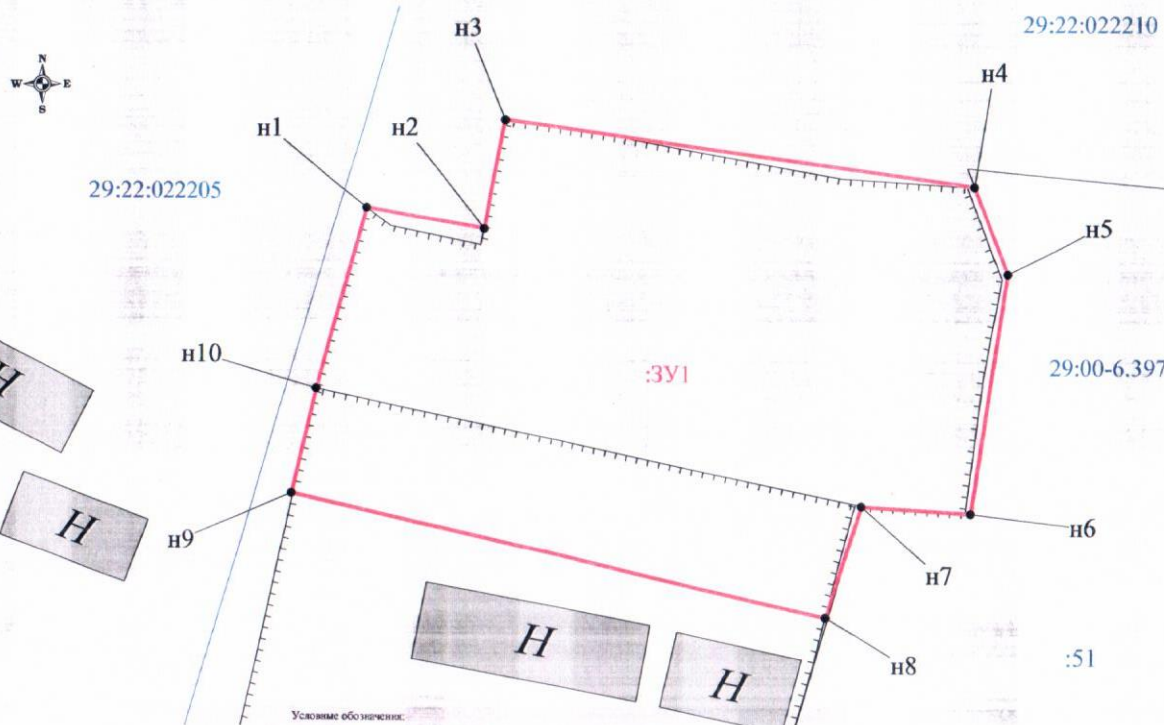 29:22:022210
н3
N
W E
S
н4
н1
н2
29:22:022205
н5
н10
:ЗУ1
29:00-6.397
Н
Н
н9
н6
н7
Н
Н
н8
:51
Условные обозначения: